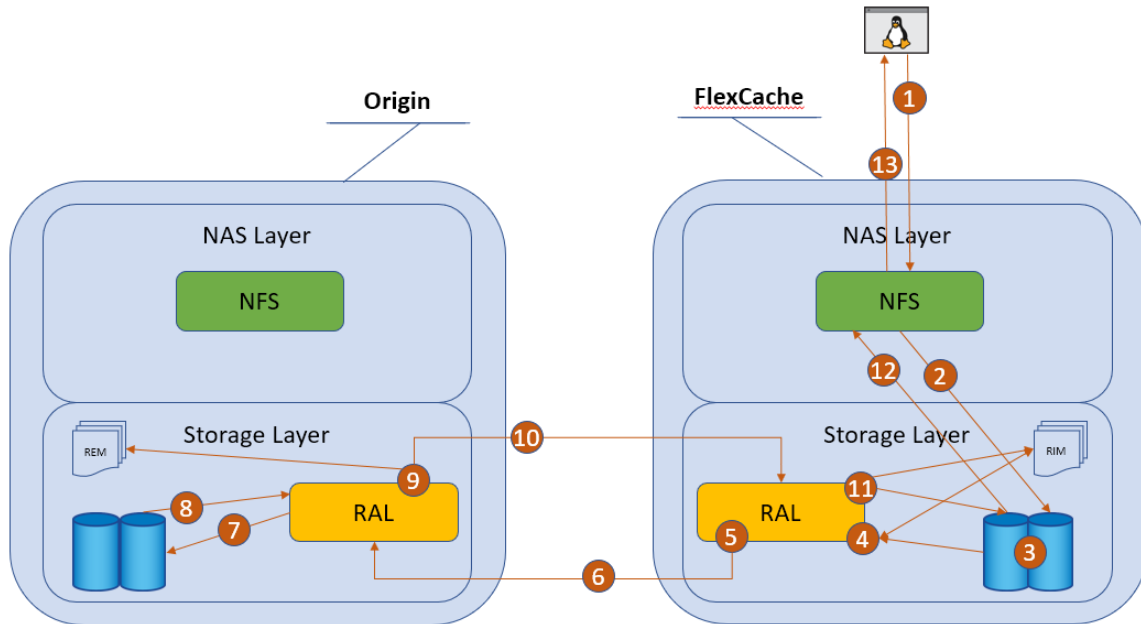 Origin
FlexCache
1
13
NAS Layer
NFS
NAS Layer
NFS
12
2
Storage Layer
REM
10
Storage Layer
RIM
9
8
RAL
7
11
RAL
5
4
3
6